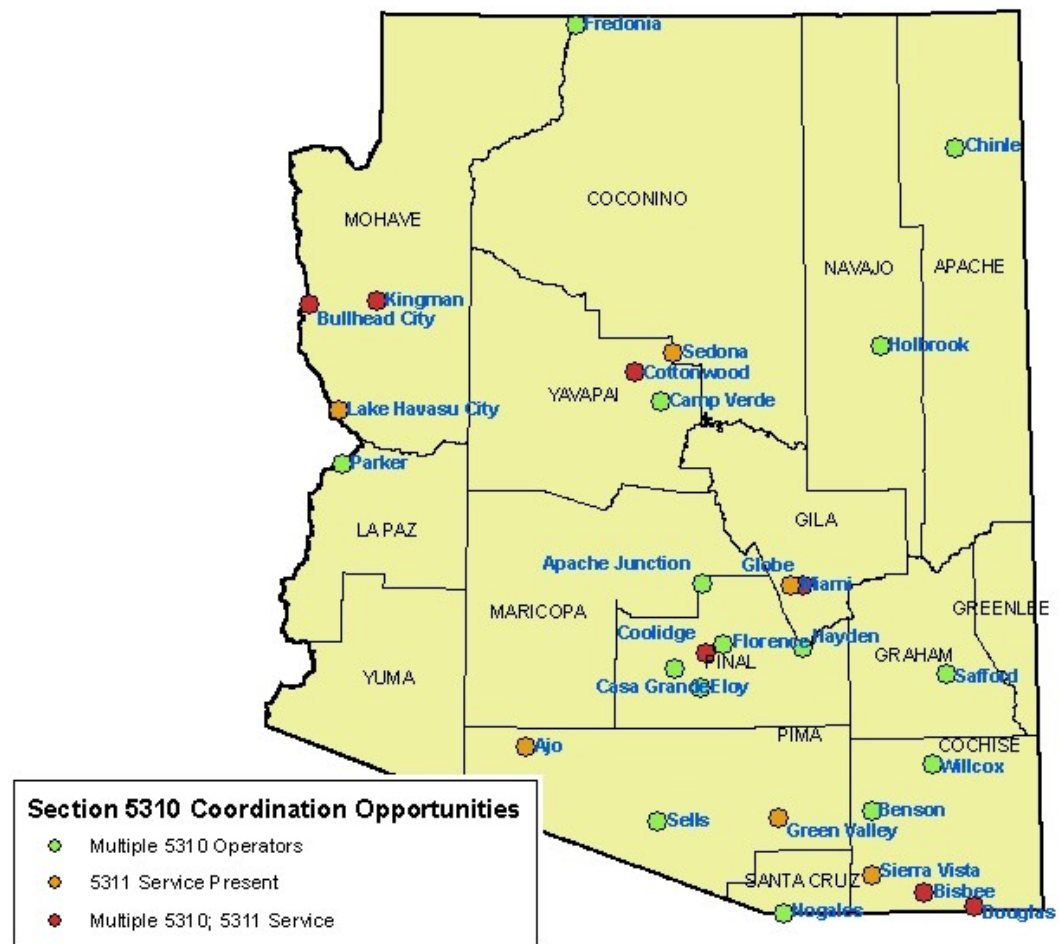 Fredonia
Chinle
COCONINO
MOHAVE
NAVAJO
APACHE
Kingman
Bullhead City
Holbrook
Sedona
Cottonwood
YAVAPAI
Camp Verde
Lake Havasu City
Parker
GILA
LA PAZ
Apache Junction
Globe
Miami
MARICOPA
GREENLEE
Coolidge
Florence
Hayden
GRAHAM
PINAL
YUMA
Safford
Casa Grande
Eloy
PIMA
Ajo
COCHISE
Willcox
Benson
Sells
Green Valley
SANTA CRUZ
Sierra Vista
Bisbee
Nogales
Douglas
Section 5310 Coordination Opportunities
Multiple 5310 Operators
5311 Service Present
Multiple 5310; 5311 Service